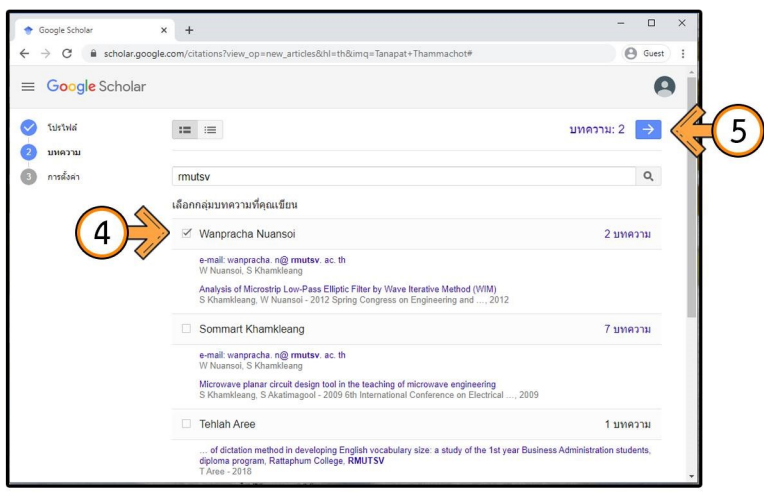 Google Scholar
scholar.google.com/citations?view_op=new_articles&hl=th&imq=Tanapat+Thammachot#
Guest
Google Scholar
โปรไฟล์
2 บทความ
3 การตั้งค่า
บทความ: 2
5
rmutsv
เลือกกลุ่มบทความที่คุณเขียน
4
Wanpracha Nuansoi 2 บทความ
e-mail: wanpracha. n@ rmutsv. ac. th
W Nuansoi, S Khamkleang
Analysis of Microstrip Low-Pass Elliptic Filter by Wave Iterative Method (WIM)
S Khamkleang, W Nuansoi - 2012 Spring Congress on Engineering and …, 2012
Sommart Khamkleang 7 บทความ
e-mail: wanpracha. n@ rmutsv. ac. th
W Nuansoi, S Khamkleang
Microwave planar circuit design tool in the teaching of microwave engineering
S Khamkleang, S Akatimagool - 2009 6th International Conference on Electrical …, 2009
Tehlah Aree 1 บทความ
… of dictation method in developing English vocabulary size: a study of the 1st year Business Administration students,
diploma program, Rattaphum College, RMUTSV
T Aree - 2018